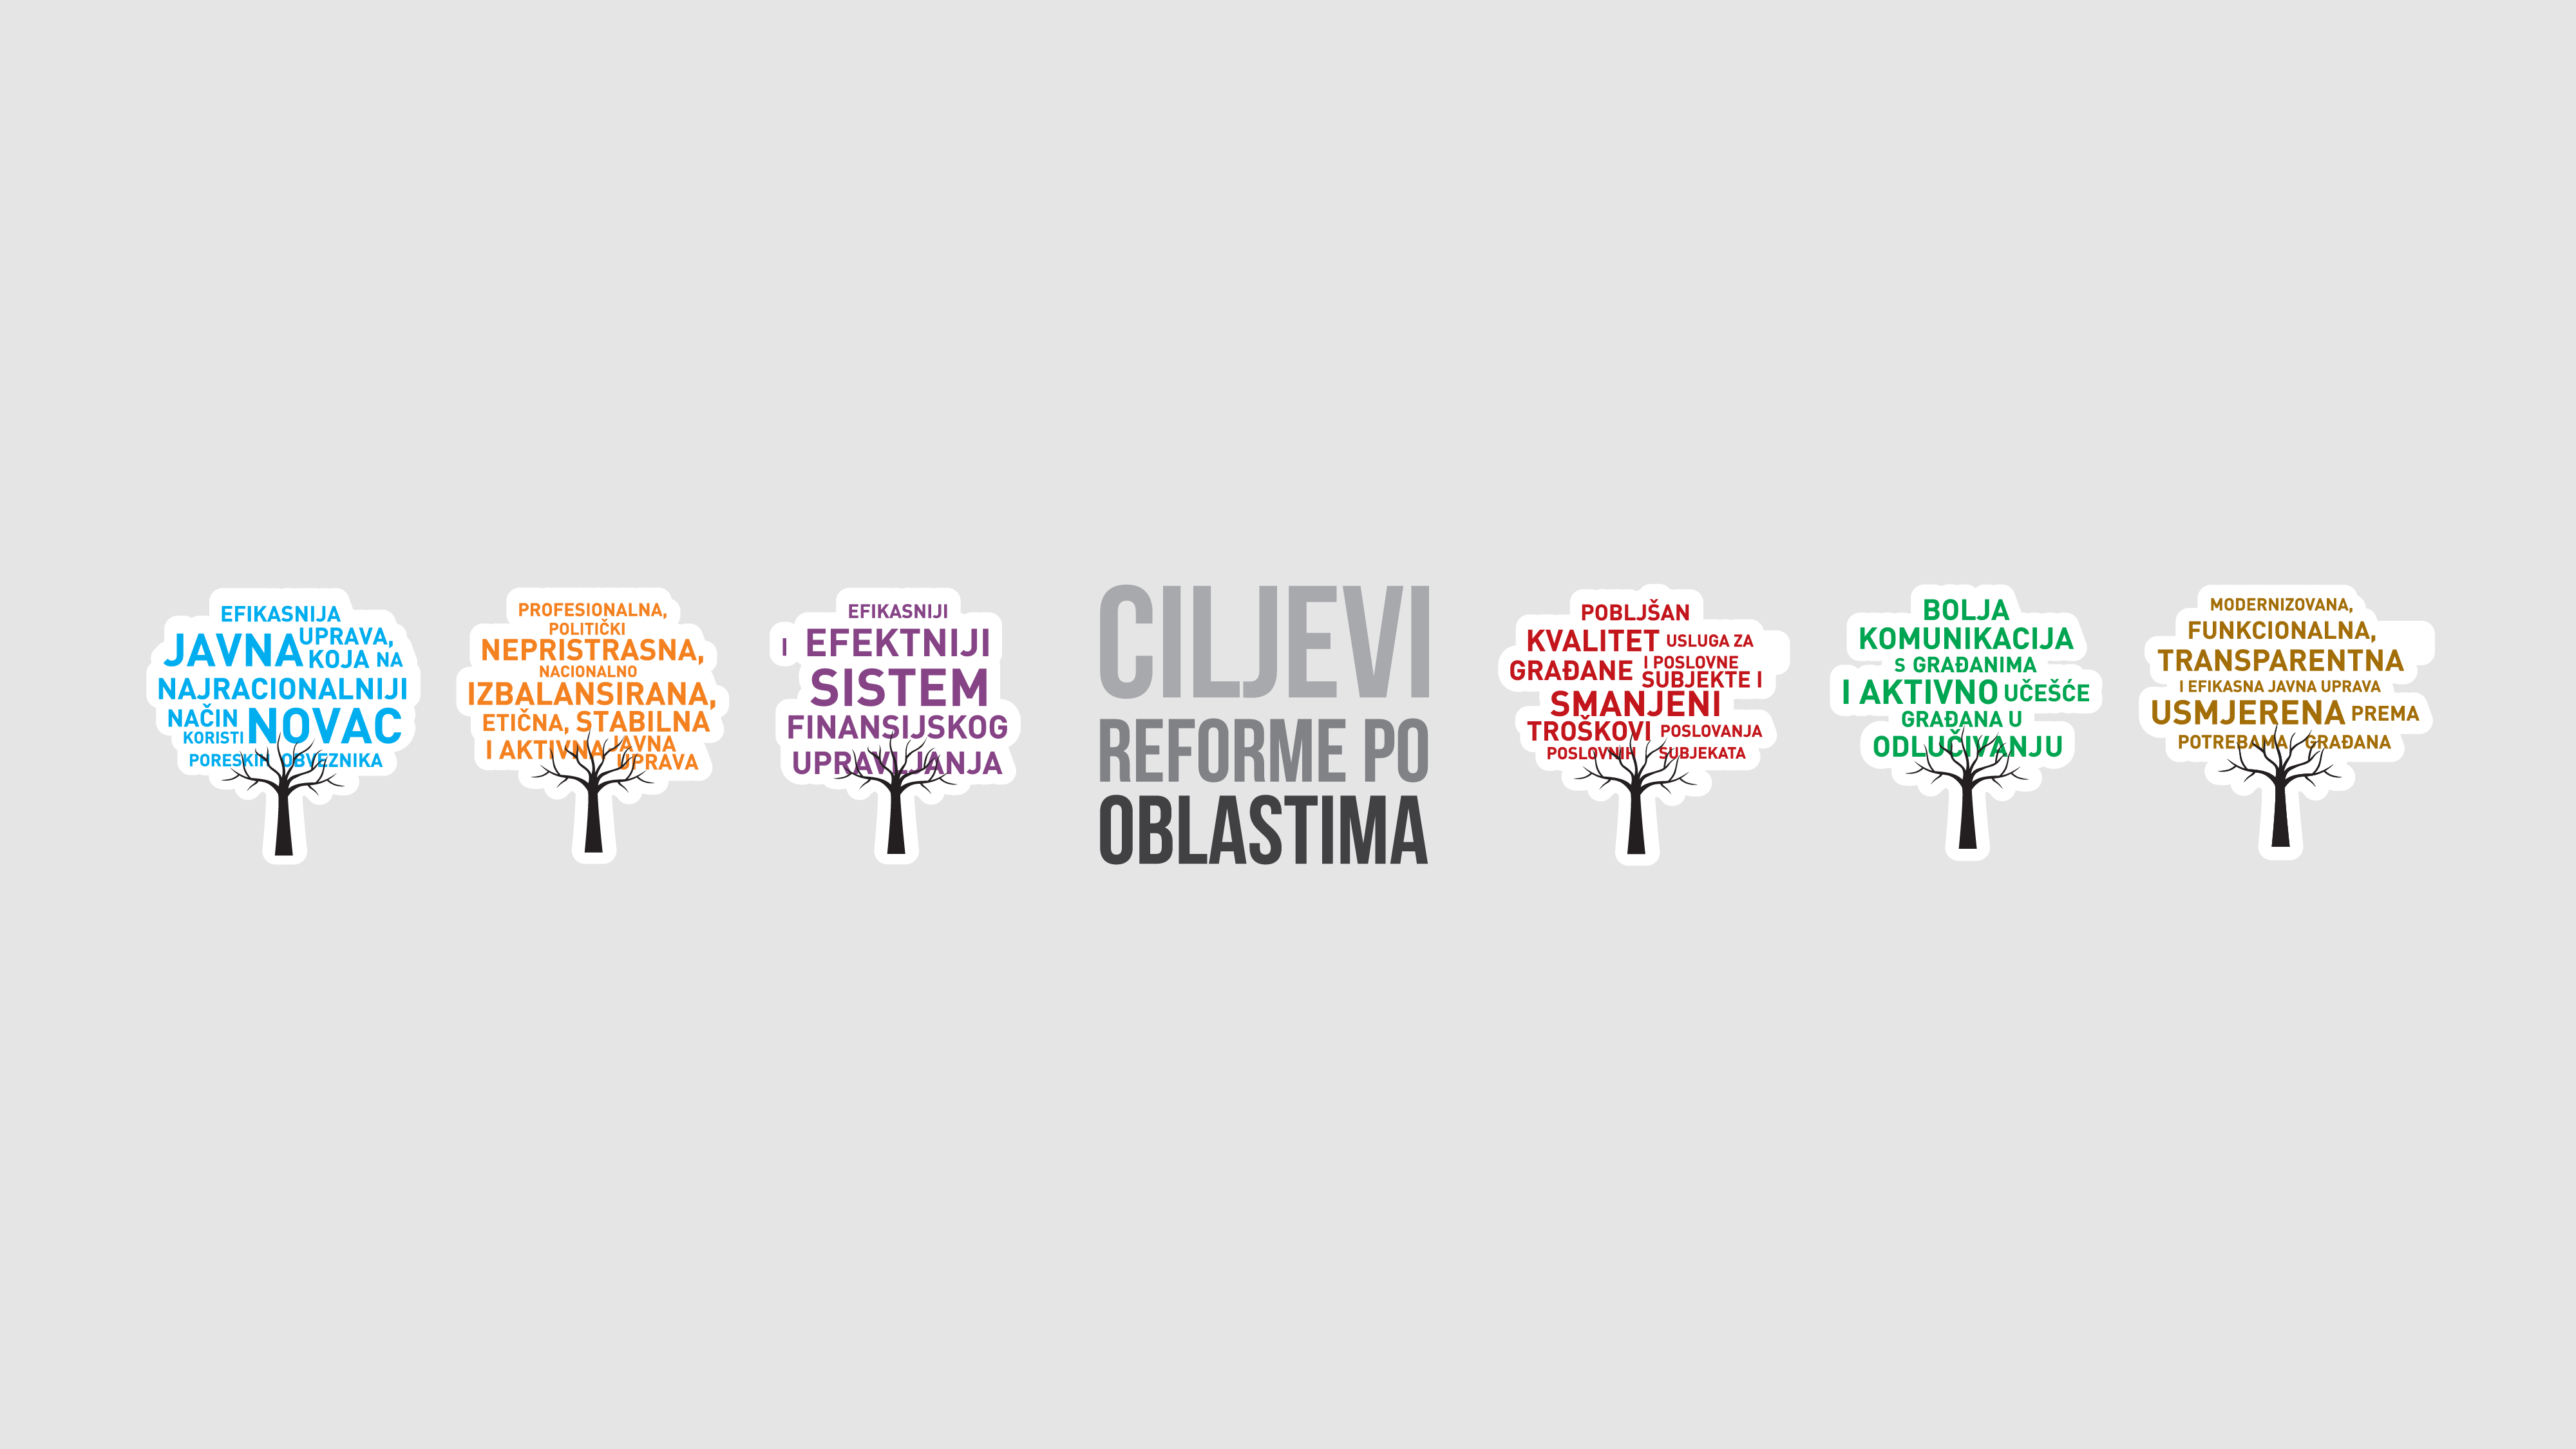 EFIKASNIJA
JAVNA UPRAVA,
KOJA NA
NAJRACIONALNIJI
NAČIN NOVAC
KORISTI
PORESKIH OBVEZNIKA
PROFESIONALNA,
POLITIČKI
NEPRISTRASNA,
NACIONALNO
IZBALANSIRANA,
ETIČNA, STABILNA
I AKTIVNA JAVNA
UPRAVA
EFIKASNIJI
I EFEKTNIJI
SISTEM
FINANSIJSKOG
UPRAVLJANJA
CILJEVI
REFORME PO
OBLASTIMA
POBLJŠAN
KVALITET USLUGA ZA
GRAĐANE I POSLOVNE
SUBJEKTE I
SMANJENI
TROŠKOVI POSLOVANJA
POSLOVNIH SUBJEKATA
BOLJA
KOMUNIKACIJA
S GRAĐANIMA
I AKTIVNO UČEŠĆE
GRAĐANA U
ODLUČIVANJU
MODERNIZOVANA,
FUNKCIONALNA,
TRANSPARENTNA
I EFIKASNA JAVNA UPRAVA
USMJERENA PREMA
POTREBAMA GRAĐANA